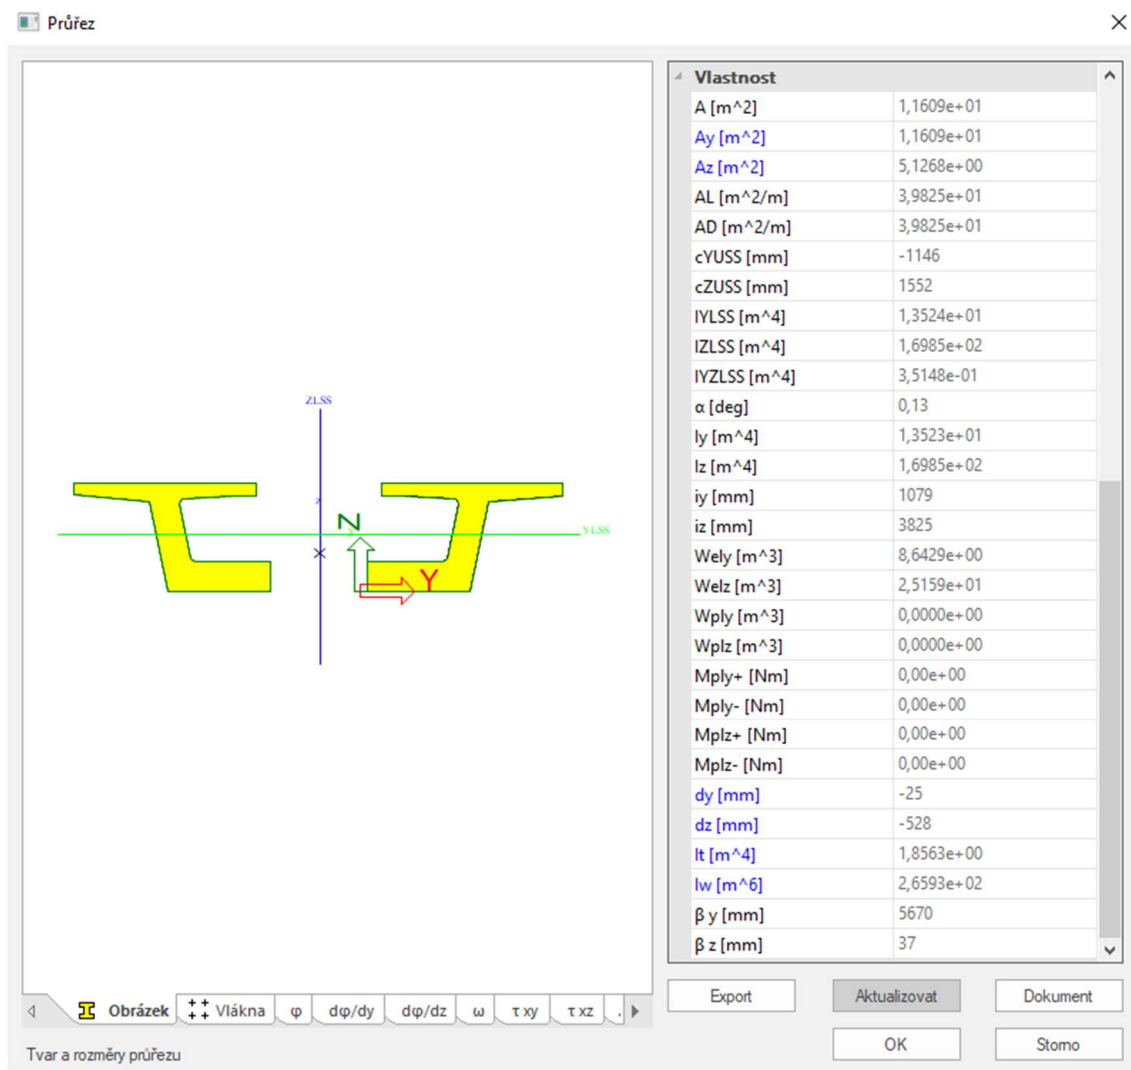 Průřez
ZLSS
z
N
YLSS
Y
Vlastnost
A [m^2] 1,1609e+01
Ay [m^2] 1,1609e+01
Az [m^2] 5,1268e+00
AL [m^2/m] 3,9825e+01
AD [m^2/m] 3,9825e+01
cYUSS [mm] -1146
cZUSS [mm] 1552
IYLSS [m^4] 1,3524e+01
IZLSS [m^4] 1,6985e+02
IYZLSS [m^4] 3,5148e-01
α [deg] 0,13
Iy [m^4] 1,3523e+01
Iz [m^4] 1,6985e+02
iy [mm] 1079
iz [mm] 3825
Wely [m^3] 8,6429e+00
Welz [m^3] 2,5159e+01
Wply [m^3] 0,0000e+00
Wplz [m^3] 0,0000e+00
Mply+ [Nm] 0,00e+00
Mply- [Nm] 0,00e+00
Mplz+ [Nm] 0,00e+00
Mplz- [Nm] 0,00e+00
dy [mm] -25
dz [mm] -528
It [m^4] 1,8563e+00
Iw [m^6] 2,6593e+02
β y [mm] 5670
β z [mm] 37
Obrázek Vlákna φ dφ/dy dφ/dz ω τ xy τ xz .
Export Aktualizovat Dokument
Tvar a rozměry průřezu
OK Storno